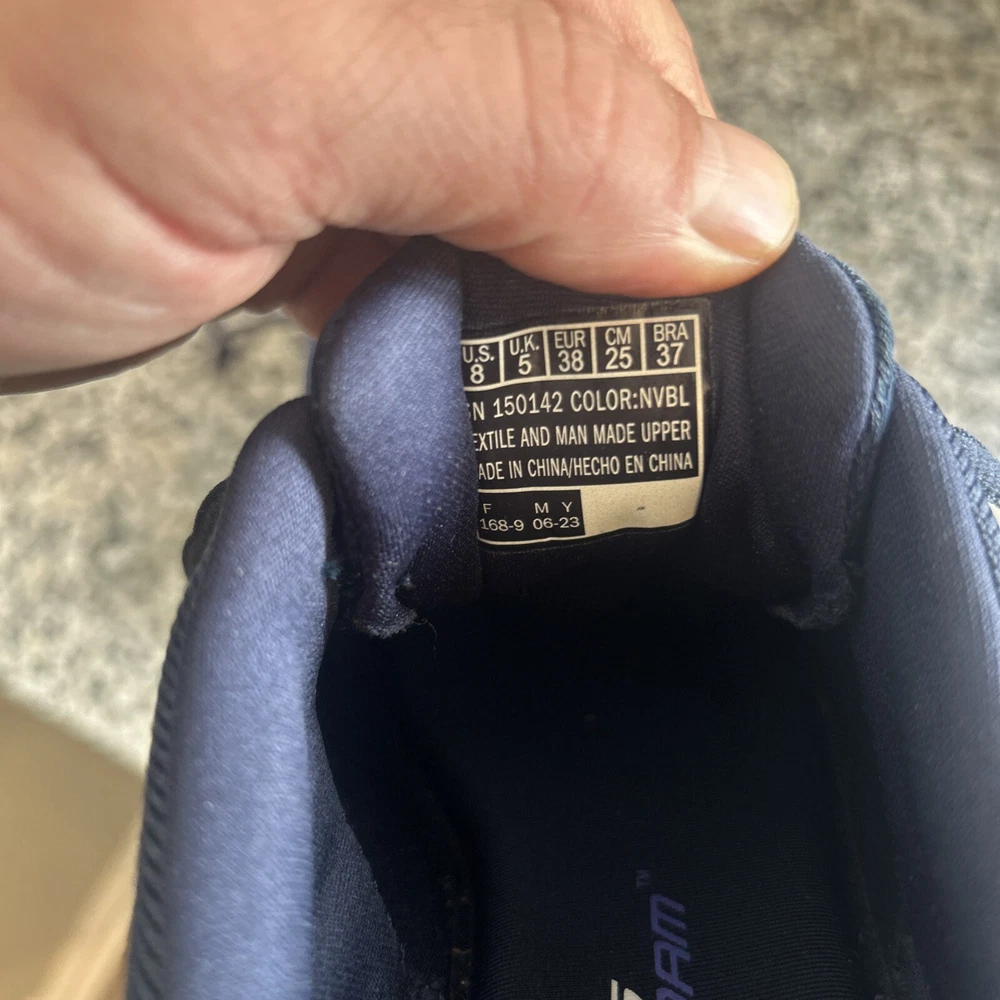 U.S. U.K. EUR CM BRA
8 5 38 25 37
N 150142 COLOR:NVBL
EXTILE AND MAN MADE UPPER
ADE IN CHINA/HECHO EN CHINA
F M Y
168-9 06-23
OAM™